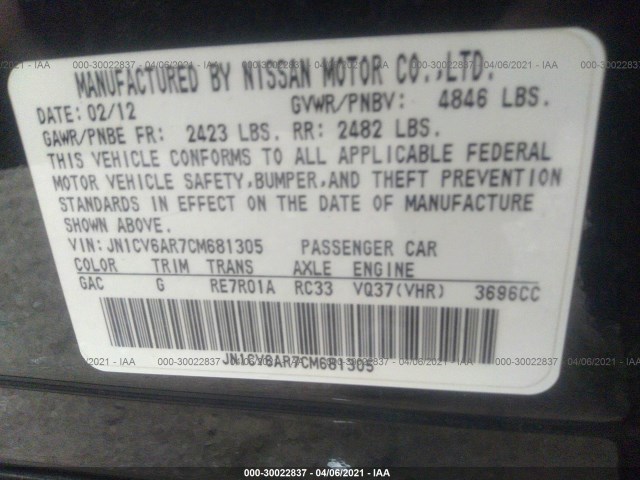 000-30022837 - 04/06/2021 - IAA
MANUFACTURED BY NISSAN MOTOR CO.,LTD.
DATE: 02/12 GVWR/PNBV: 4846 LBS.
GAWR/PNBE FR: 2423 LBS. RR: 2482 LBS.
THIS VEHICLE CONFORMS TO ALL APPLICABLE FEDERAL
MOTOR VEHICLE SAFETY,BUMPER,AND THEFT PREVENTION
STANDARDS IN EFFECT ON THE DATE OF MANUFACTURE
SHOWN ABOVE.
VIN: JN1CV6AR7CM681305 PASSENGER CAR
COLOR TRIM TRANS AXLE ENGINE
GAC G RE7R01A RC33 VQ37(VHR) 3696CC
JN1CV6AR7CM681305
000-30022837 - 04/06/2021 - IAA